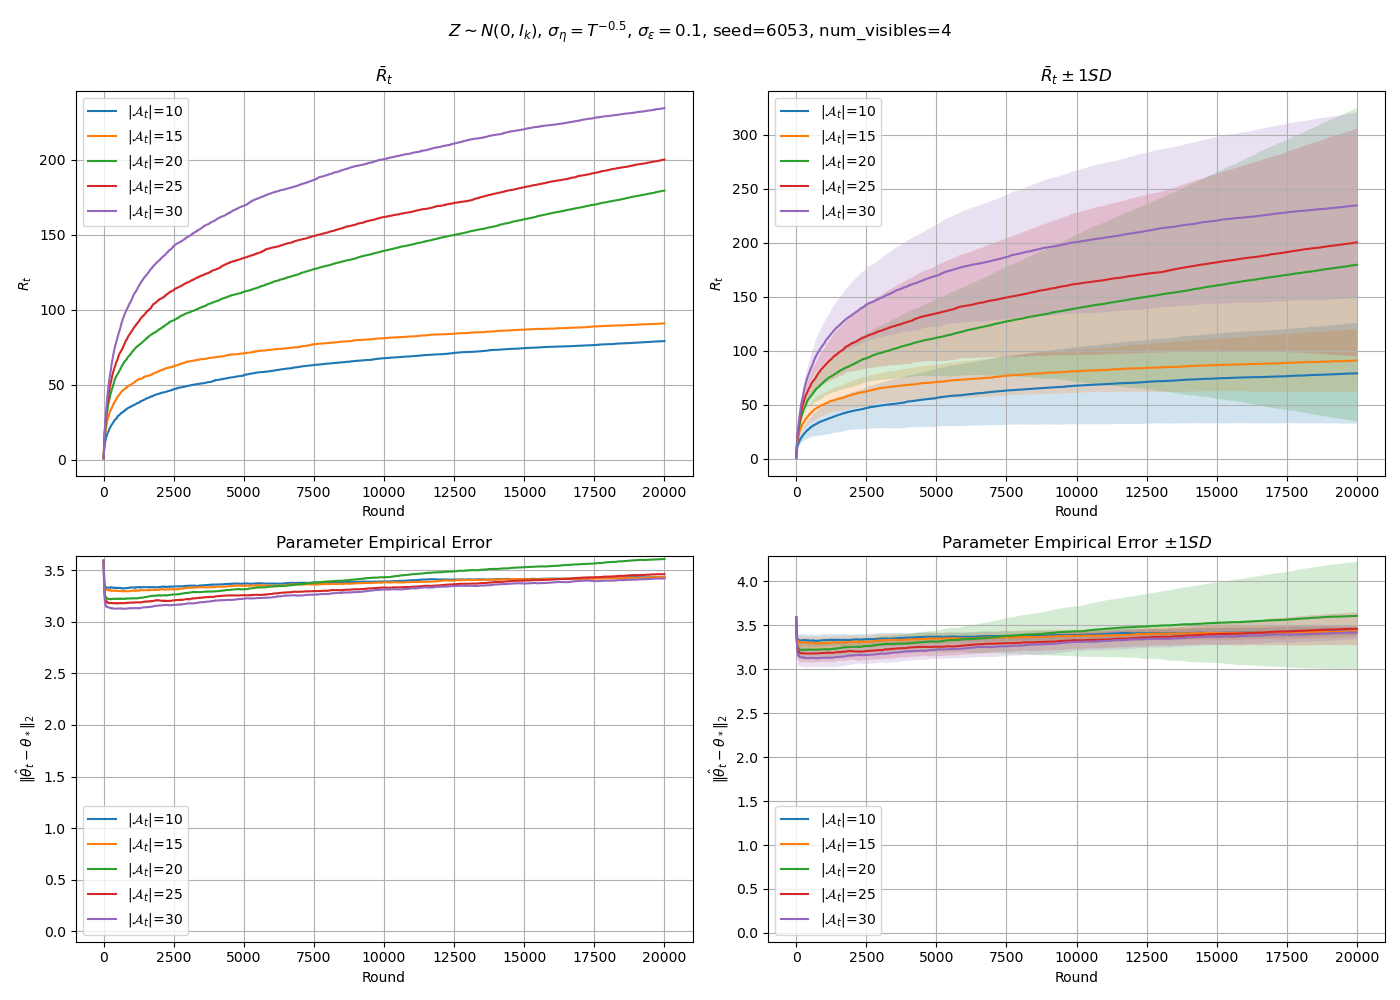 Z ∼ N(0, I_k), σ_η = T^{−0.5}, σ_ε = 0.1, seed=6053, num_visibles=4
R̄_t
R_t
200
150
100
50
0
|𝒜_t|=10
|𝒜_t|=15
|𝒜_t|=20
|𝒜_t|=25
|𝒜_t|=30
0 2500 5000 7500 10000 12500 15000 17500 20000
Round
R̄_t ± 1SD
R_t
300
250
200
150
100
50
0
|𝒜_t|=10
|𝒜_t|=15
|𝒜_t|=20
|𝒜_t|=25
|𝒜_t|=30
0 2500 5000 7500 10000 12500 15000 17500 20000
Round
Parameter Empirical Error
‖θ̂_t − θ_*‖_2
3.5
3.0
2.5
2.0
1.5
1.0
0.5
0.0
|𝒜_t|=10
|𝒜_t|=15
|𝒜_t|=20
|𝒜_t|=25
|𝒜_t|=30
0 2500 5000 7500 10000 12500 15000 17500 20000
Round
Parameter Empirical Error ±1SD
‖θ̂_t − θ_*‖_2
4.0
3.5
3.0
2.5
2.0
1.5
1.0
0.5
0.0
|𝒜_t|=10
|𝒜_t|=15
|𝒜_t|=20
|𝒜_t|=25
|𝒜_t|=30
0 2500 5000 7500 10000 12500 15000 17500 20000
Round